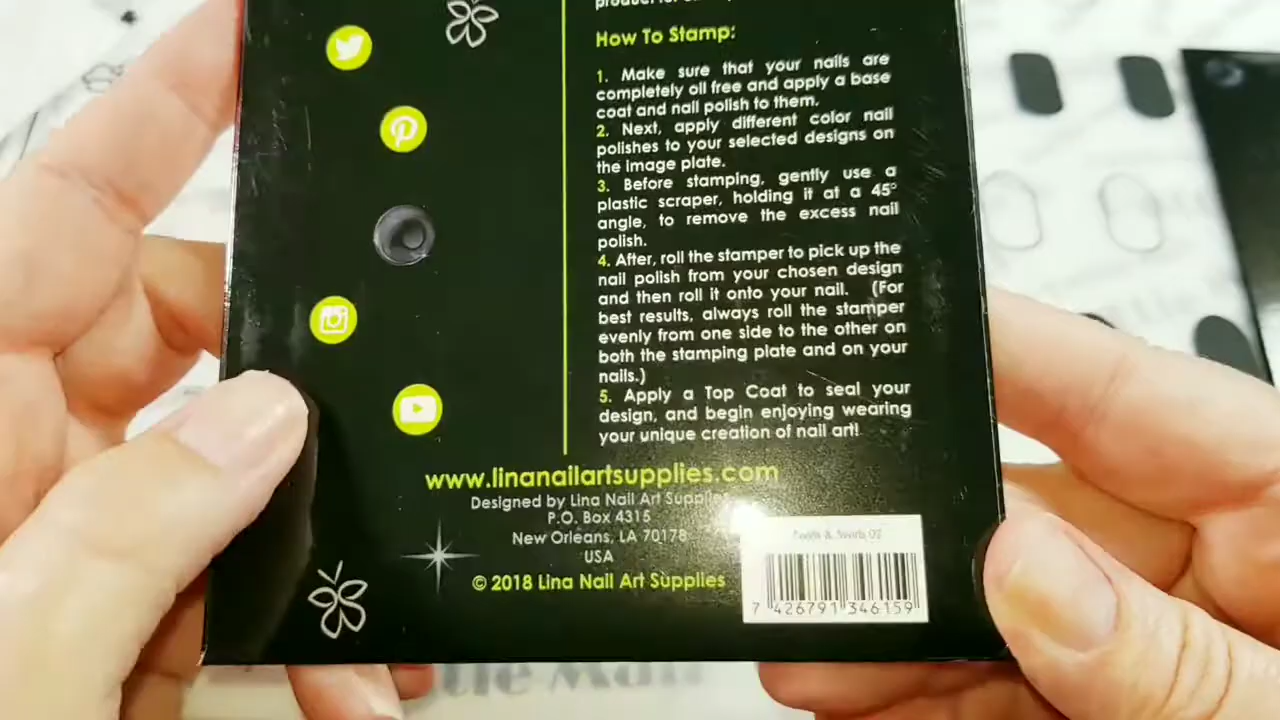 How To Stamp:
1. Make sure that your nails are
completely oil free and apply a base
coat and nail polish to them.
2. Next, apply different color nail
polishes to your selected designs on
the image plate.
3. Before stamping, gently use a
plastic scraper, holding it at a 45°
angle, to remove the excess nail
polish.
4. After, roll the stamper to pick up the
nail polish from your chosen design
and then roll it onto your nail. (For
best results, always roll the stamper
evenly from one side to the other on
both the stamping plate and on your
nails.)
5. Apply a Top Coat to seal your
design, and begin enjoying wearing
your unique creation of nail art!
www.linanailartsupplies.com
Designed by Lina Nail Art Supplies
P.O. Box 4315
New Orleans, LA 70178
USA
© 2018 Lina Nail Art Supplies
7 426791 346159